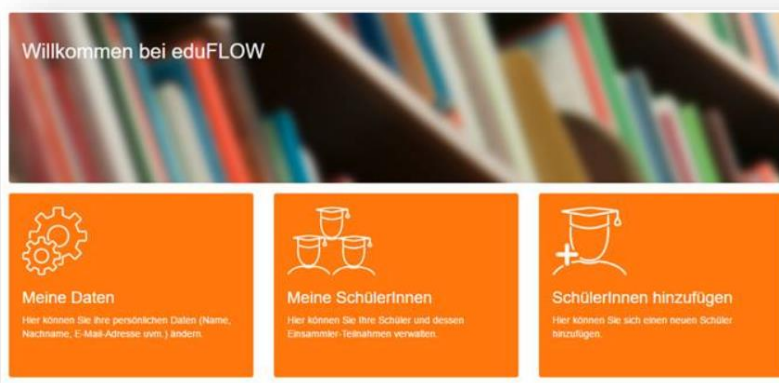 Willkommen bei eduFLOW
Meine Daten
Hier können Sie ihre persönlichen Daten (Name,
Nachname, E-Mail-Adresse uvm.) ändern.
Meine SchülerInnen
Hier können Sie Ihre Schüler und dessen
Einsammler-Teilnahmen verwalten.
SchülerInnen hinzufügen
Hier können Sie sich einen neuen Schüler
hinzufügen.